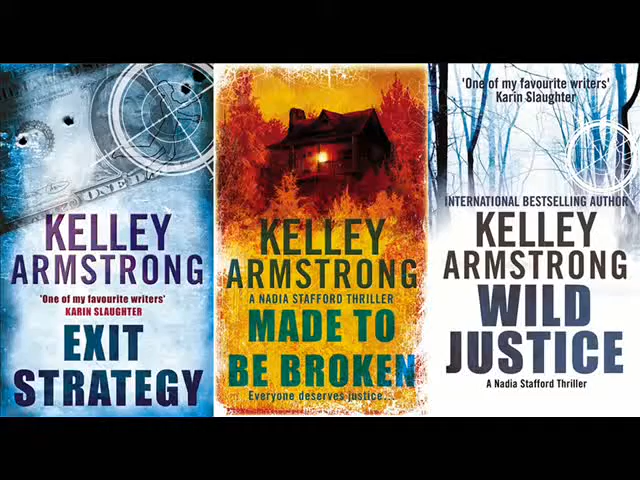 ONE D
KELLEY
ARMSTRONG
'One of my favourite writers'
KARIN SLAUGHTER
EXIT
STRATEGY
KELLEY
ARMSTRONG
A NADIA STAFFORD THRILLER
MADE TO
BE BROKEN
Everyone deserves justice...
'One of my favourite writers'
Karin Slaughter
INTERNATIONAL BESTSELLING AUTHOR
KELLEY
ARMSTRONG
WILD
JUSTICE
A Nadia Stafford Thriller